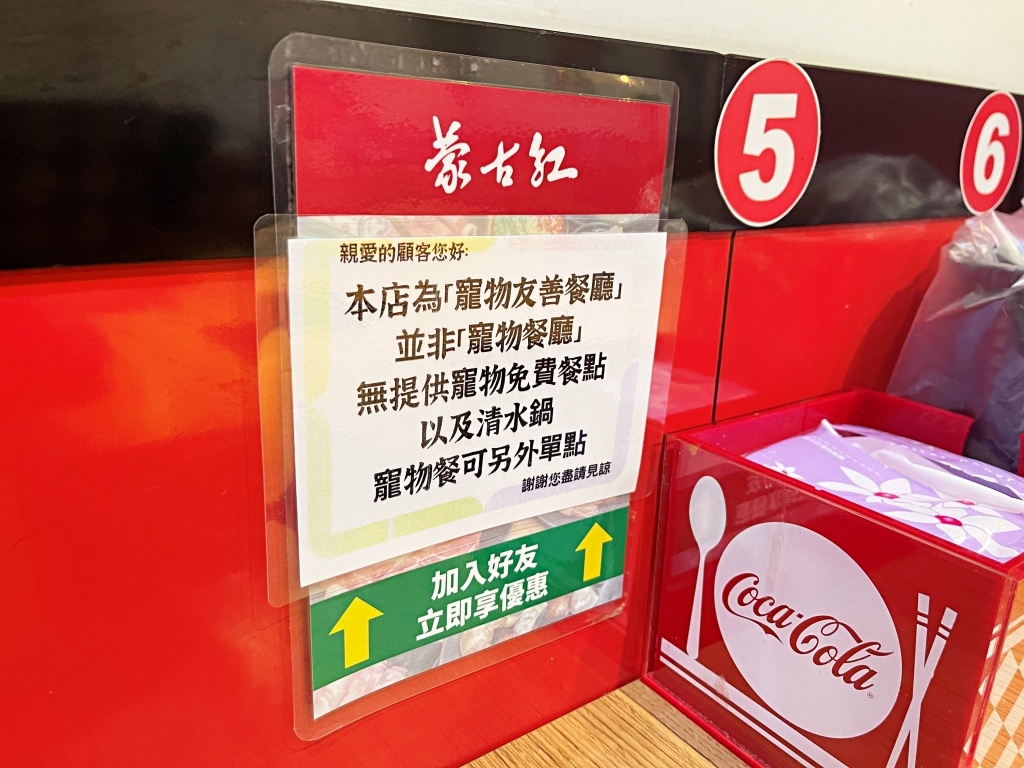 蒙古紅
親愛的顧客您好:
本店為「寵物友善餐廳」
並非「寵物餐廳」
無提供寵物免費餐點
以及清水鍋
寵物餐可另外單點
謝謝您盡請見諒
加入好友
立即享優惠
5
6
Coca-Cola